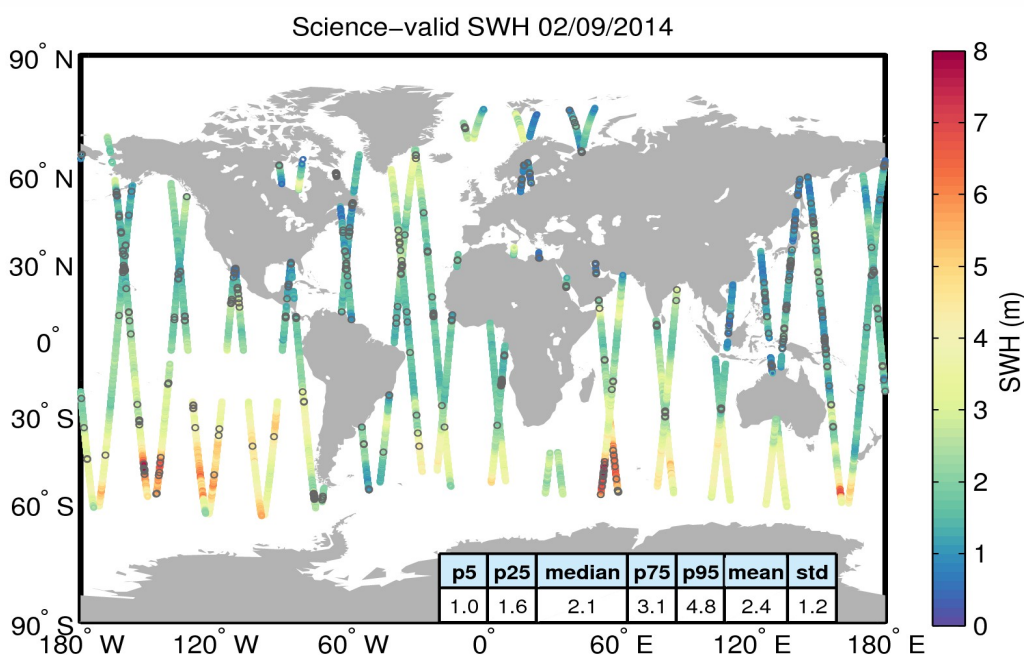 Science−valid SWH 02/09/2014
90° N
60° N
30° N
0°
30° S
60° S
90° S
180° W
120° W
60° W
0°
60° E
120° E
180° E
p5 p25 median p75 p95 mean std
1.0 1.6 2.1 3.1 4.8 2.4 1.2
8
7
6
5
4
3
2
1
0
SWH (m)